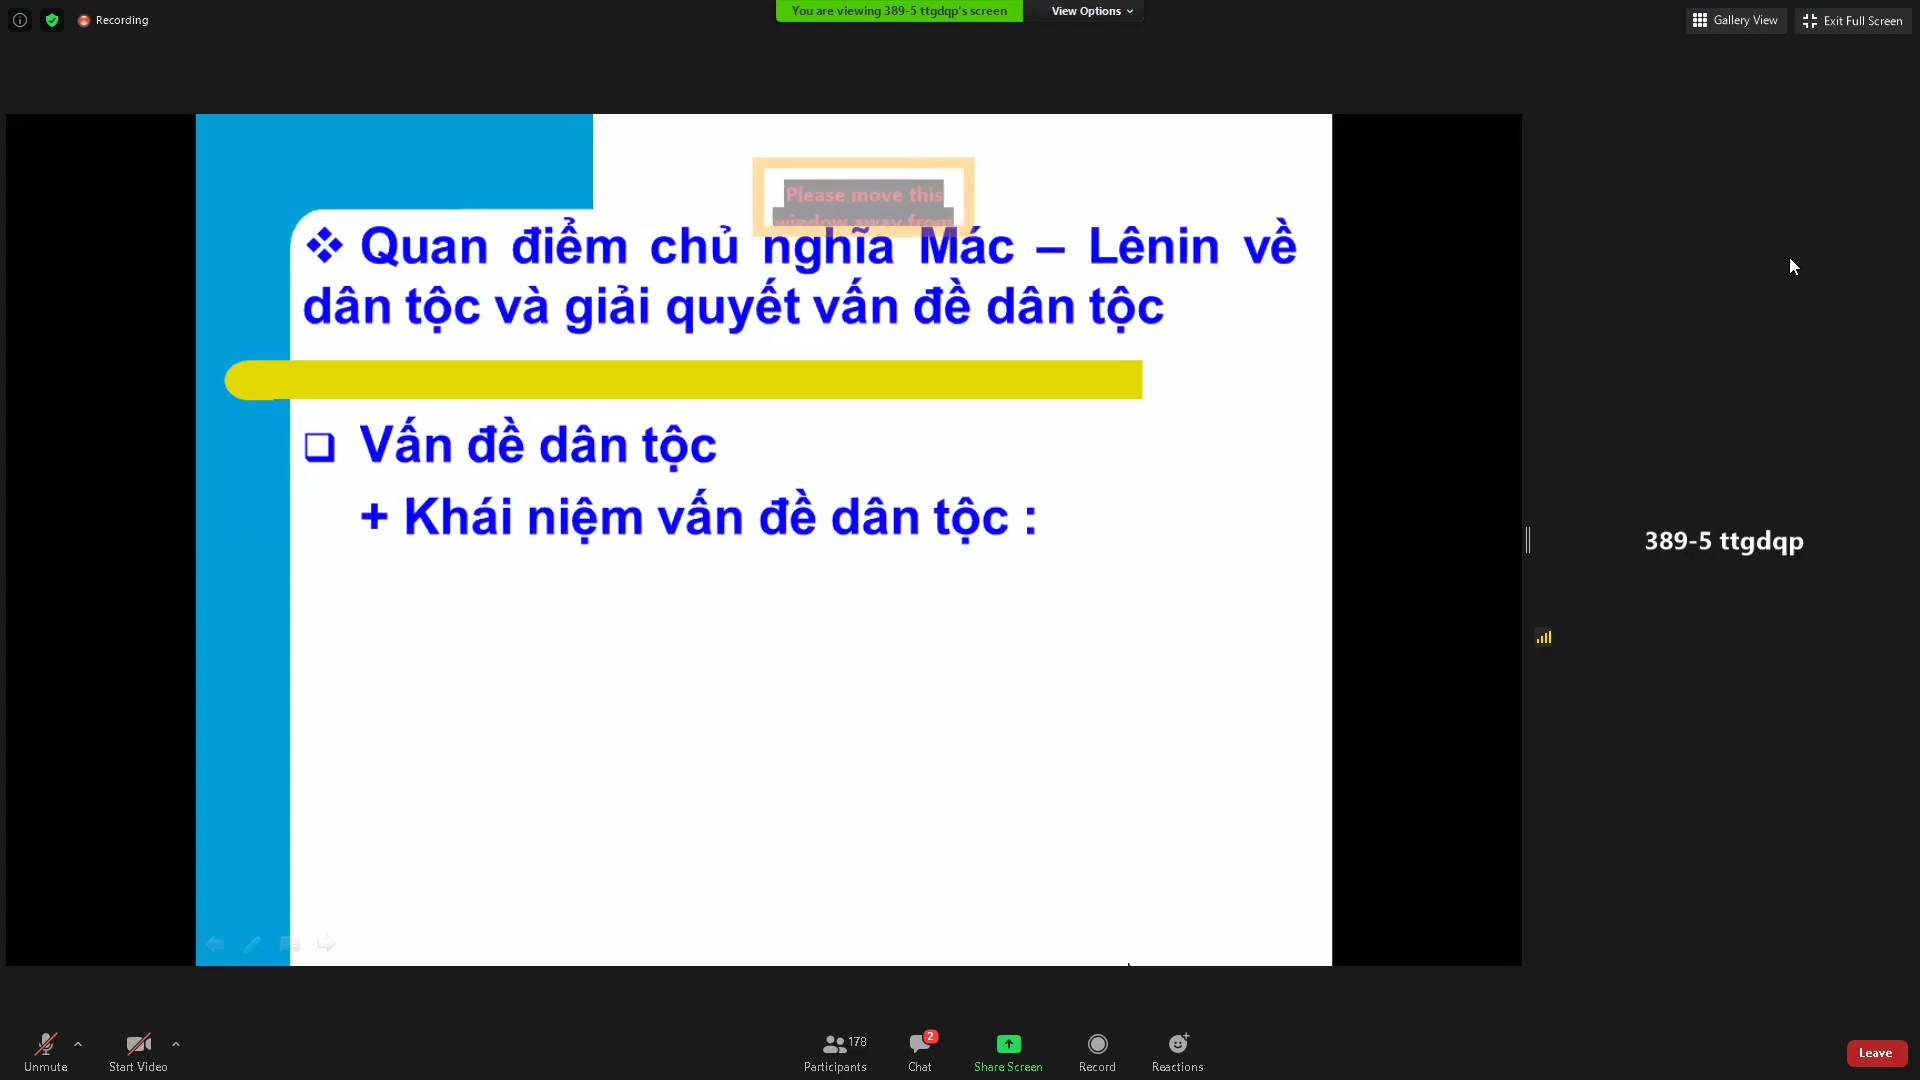 Recording
You are viewing 389-5 ttgdqp's screen
View Options
Gallery View
Exit Full Screen
Please move this
window away from
❖ Quan điểm chủ nghĩa Mác – Lênin về
dân tộc và giải quyết vấn đề dân tộc
❑ Vấn đề dân tộc
+ Khái niệm vấn đề dân tộc :
389-5 ttgdqp
Unmute
Start Video
178
Participants
2
Chat
Share Screen
Record
Reactions
Leave